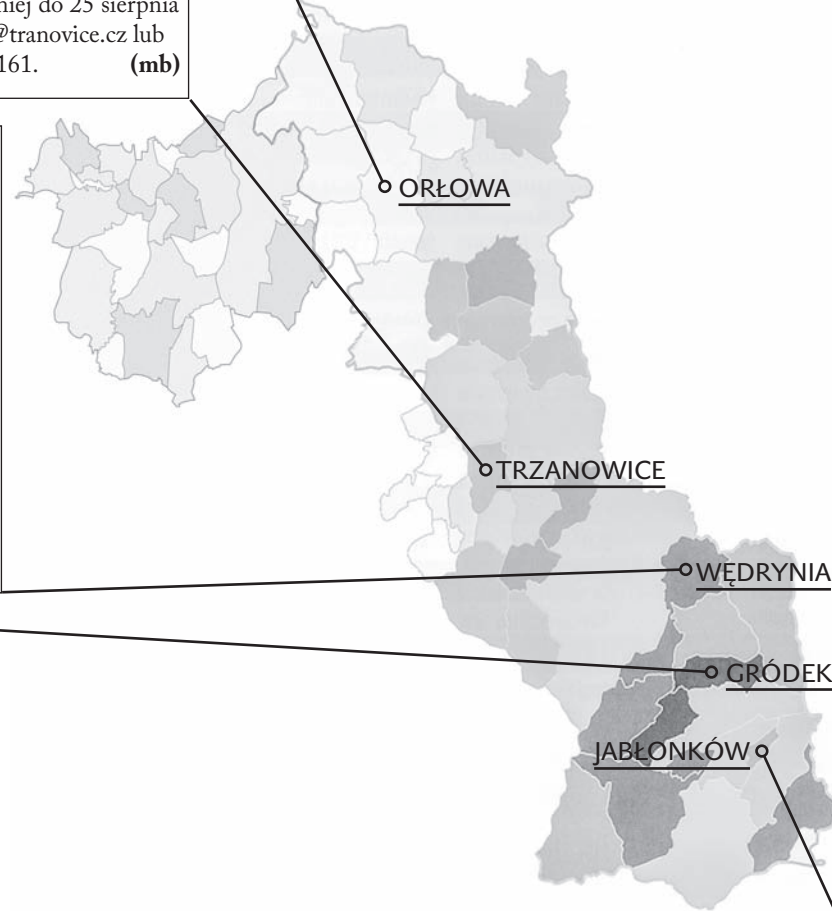 niej do 25 sierpnia
@tranovice.cz lub
161. (mb)
ORŁOWA
TRZANOWICE
WĘDRYNIA
GRÓDEK
JABŁONKÓW